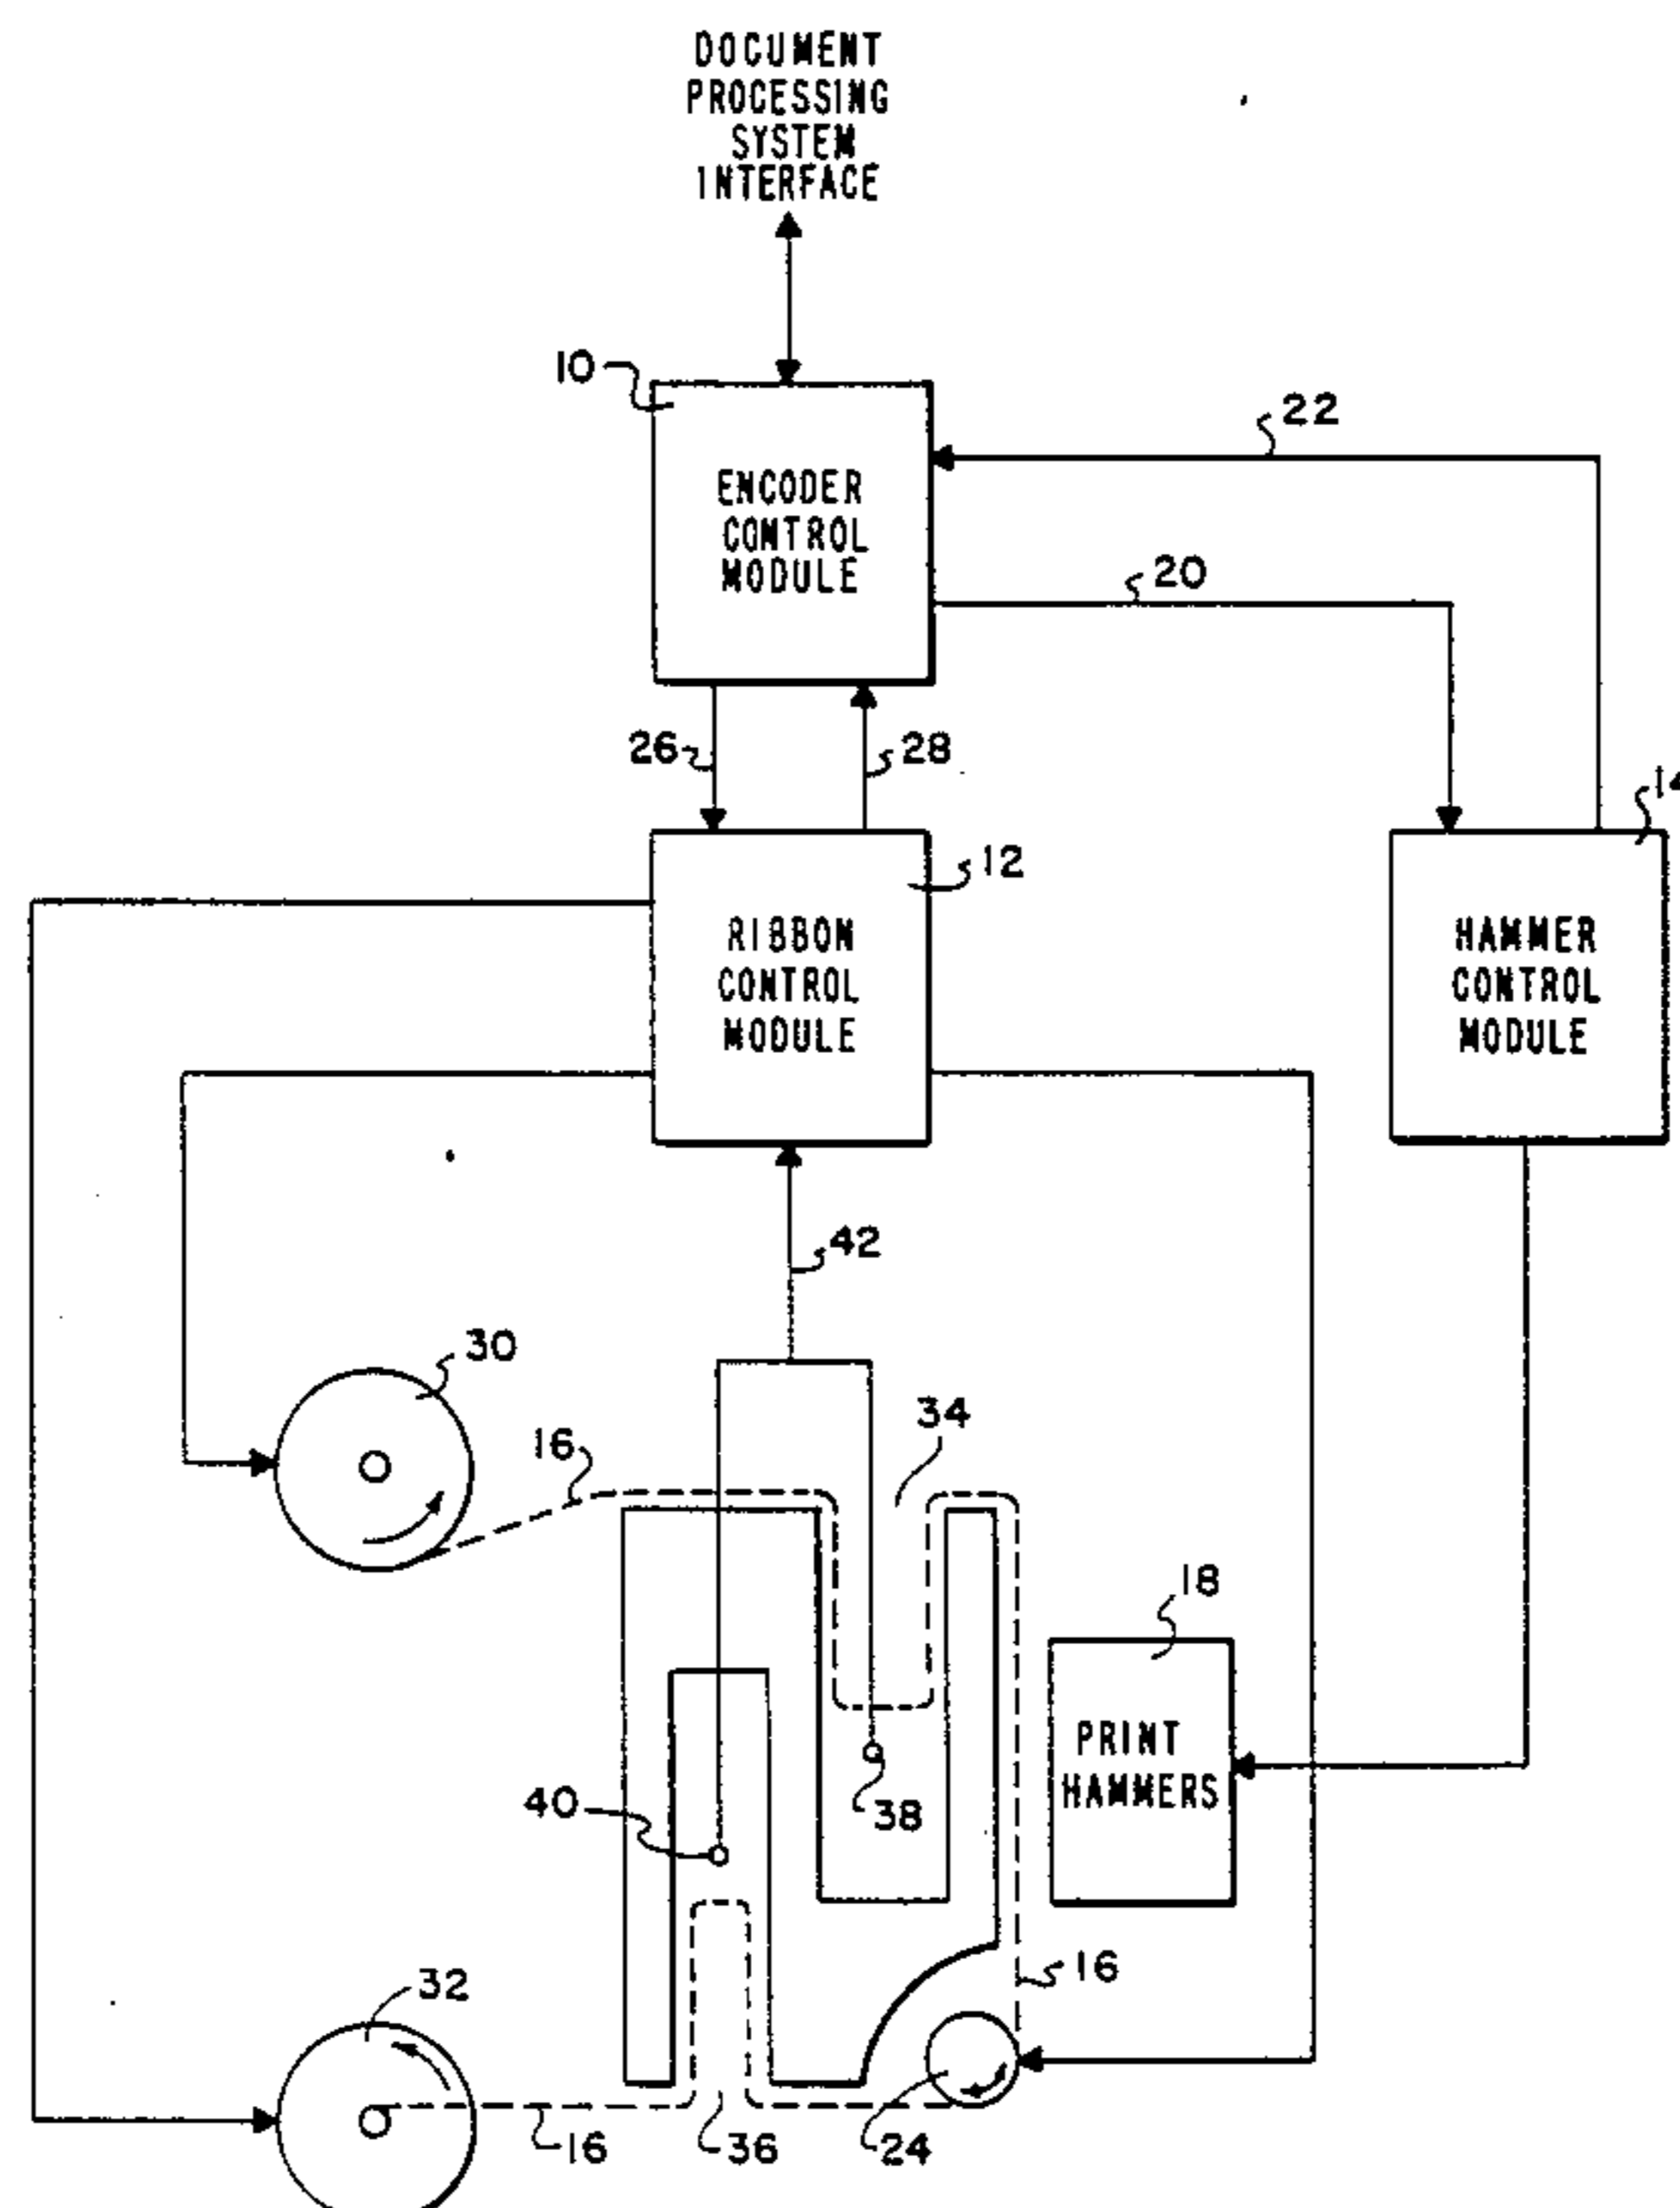 DOCUMENT
PROCESSING
SYSTEM
INTERFACE
10
22
ENCODER
CONTROL
MODULE
20
26
28
14
12
RIBBON
CONTROL
MODULE
HAMMER
CONTROL
MODULE
42
30
34
16
18
PRINT
HAMMERS
40
38
16
32
16
36
24